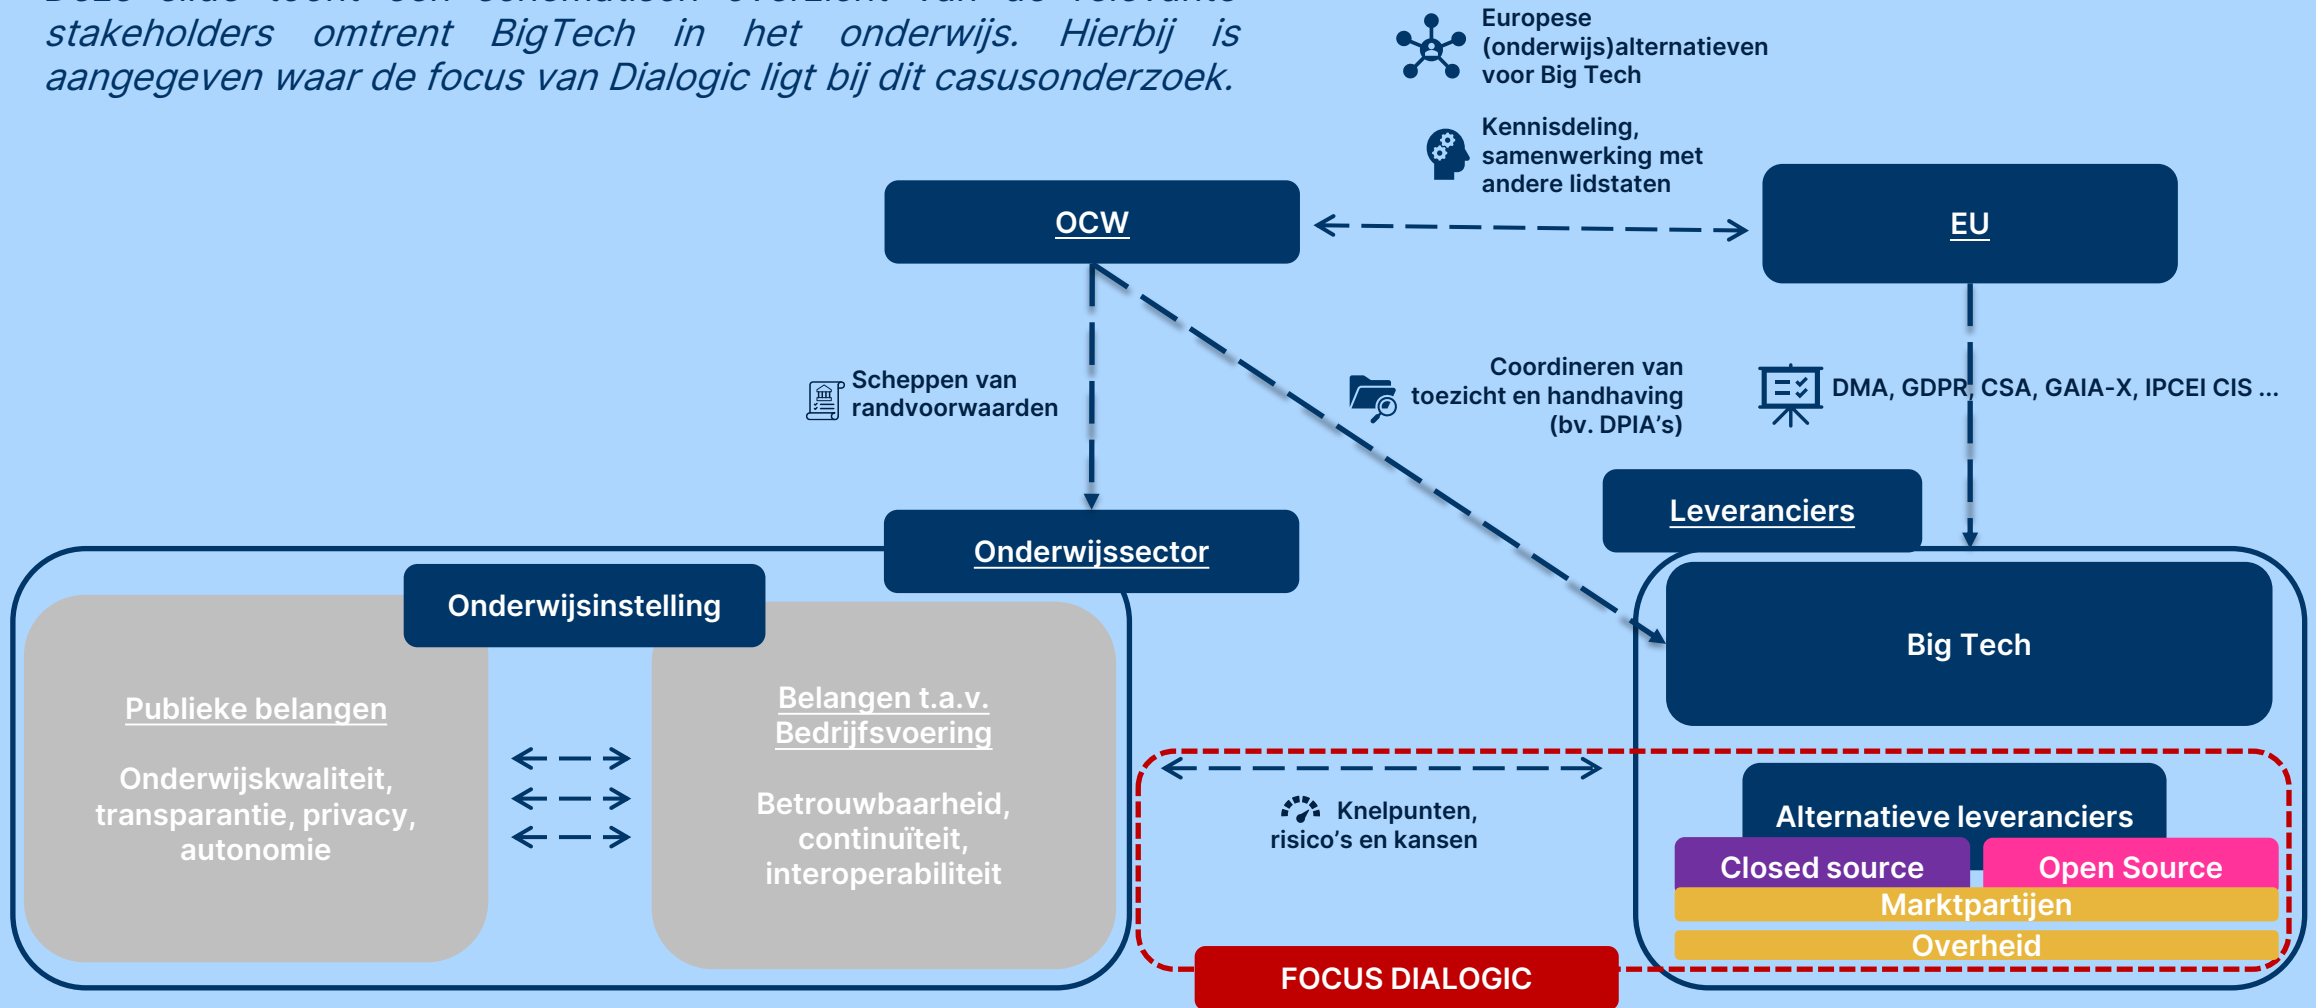 stakeholders omtrent BigTech in het onderwijs. Hierbij is
aangegeven waar de focus van Dialogic ligt bij dit casusonderzoek.
Europese
(onderwijs)alternatieven
voor Big Tech
Kennisdeling,
samenwerking met
andere lidstaten
OCW
EU
Scheppen van
randvoorwaarden
Coordineren van
toezicht en handhaving
(bv. DPIA's)
DMA, GDPR, CSA, GAIA-X, IPCEI CIS ...
Leveranciers
Onderwijssector
Onderwijsinstelling
Big Tech
Publieke belangen
Onderwijskwaliteit,
transparantie, privacy,
autonomie
Belangen t.a.v.
Bedrijfsvoering
Betrouwbaarheid,
continuïteit,
interoperabiliteit
Knelpunten,
risico's en kansen
Alternatieve leveranciers
Closed source
Open Source
Marktpartijen
Overheid
FOCUS DIALOGIC